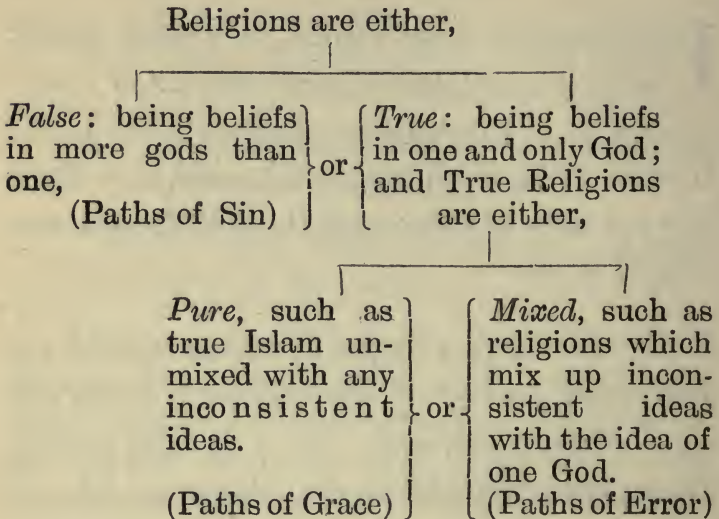 Religions are either,
False: being beliefs
in more gods than
one,
(Paths of Sin)
or
True: being beliefs
in one and only God;
and True Religions
are either,
Pure, such as
true Islam un-
mixed with any
inconsistent
ideas.
(Paths of Grace)
or
Mixed, such as
religions which
mix up incon-
sistent ideas
with the idea of
one God.
(Paths of Error)